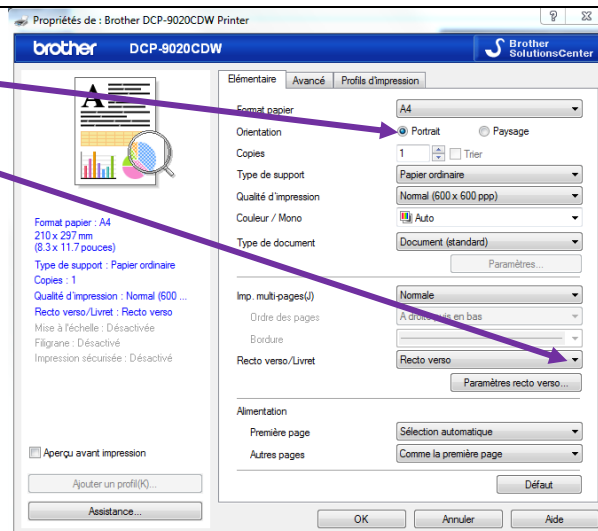 Propriétés de : Brother DCP-9020CDW Printer
brother DCP-9020CDW Brother SolutionsCenter
Elémentaire Avancé Profils d'impression
Format papier A4
Orientation Portrait Paysage
Copies 1 Trier
Type de support Papier ordinaire
Qualité d'impression Normal (600 x 600 ppp)
Couleur / Mono Auto
Type de document Document (standard)
Paramètres...
Imp. multi-pages(J) Normale
Ordre des pages A droite puis en bas
Bordure
Recto verso/Livret Recto verso
Paramètres recto verso...
Alimentation
Première page Sélection automatique
Autres pages Comme la première page
Défaut
OK Annuler Aide
A
Format papier : A4
210 x 297 mm
(8.3 x 11.7 pouces)
Type de support : Papier ordinaire
Copies : 1
Qualité d'impression : Normal (600 ...
Recto verso/Livret : Recto verso
Mise à l'échelle : Désactivée
Filigrane : Désactivé
Impression sécurisée : Désactivé
Aperçu avant impression
Ajouter un profil(K)...
Assistance...